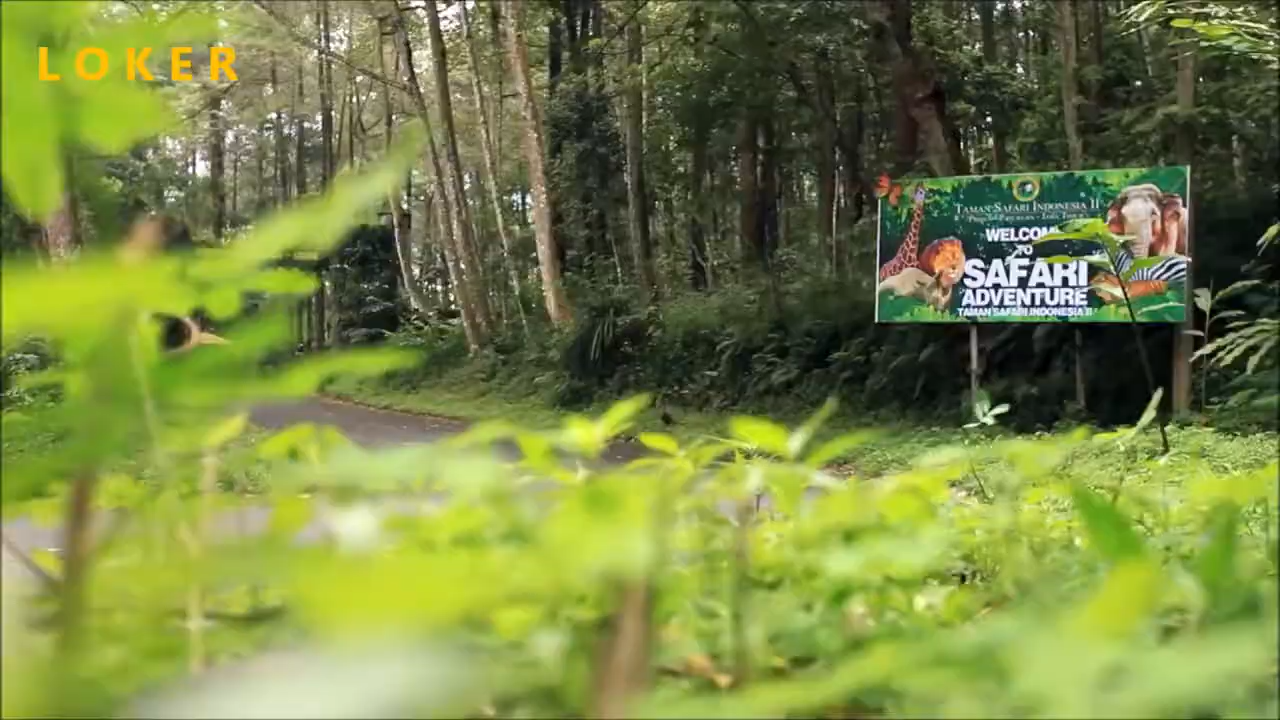 LOKER
TAMAN SAFARI INDONESIA II
WELCOME
TO
SAFARI
ADVENTURE
TAMAN SAFARI INDONESIA II